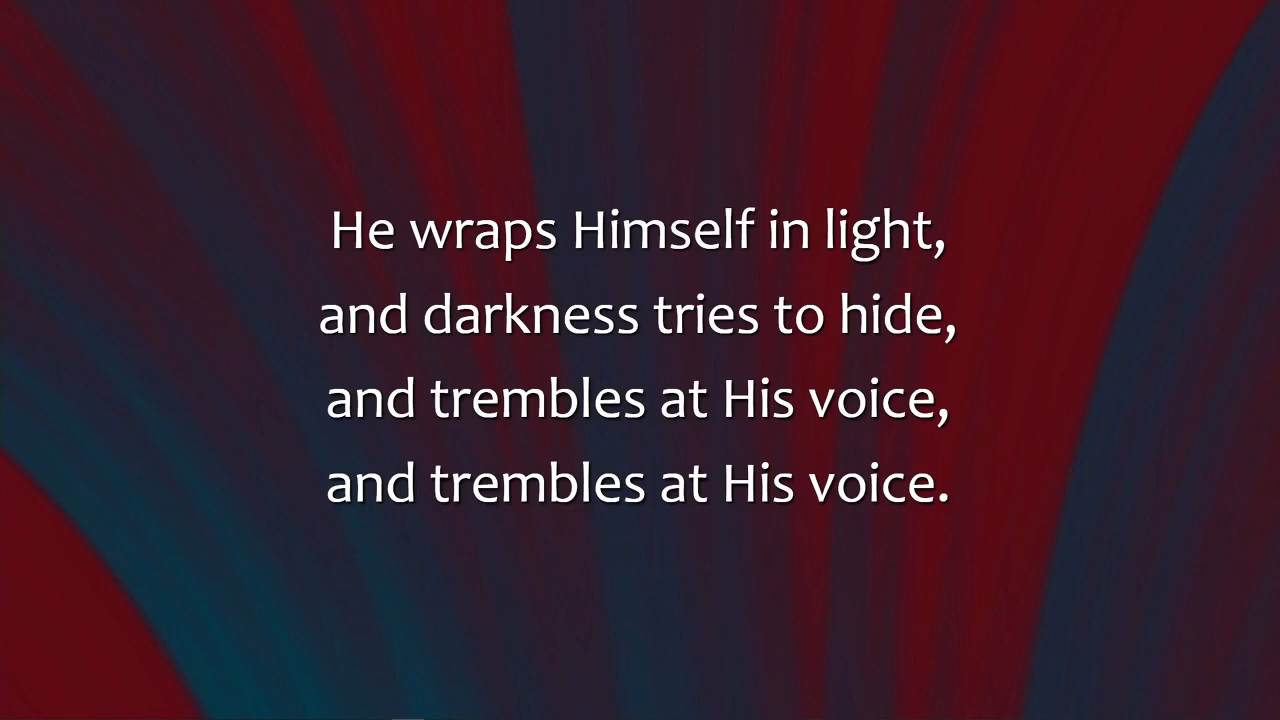 He wraps Himself in light,
and darkness tries to hide,
and trembles at His voice,
and trembles at His voice.